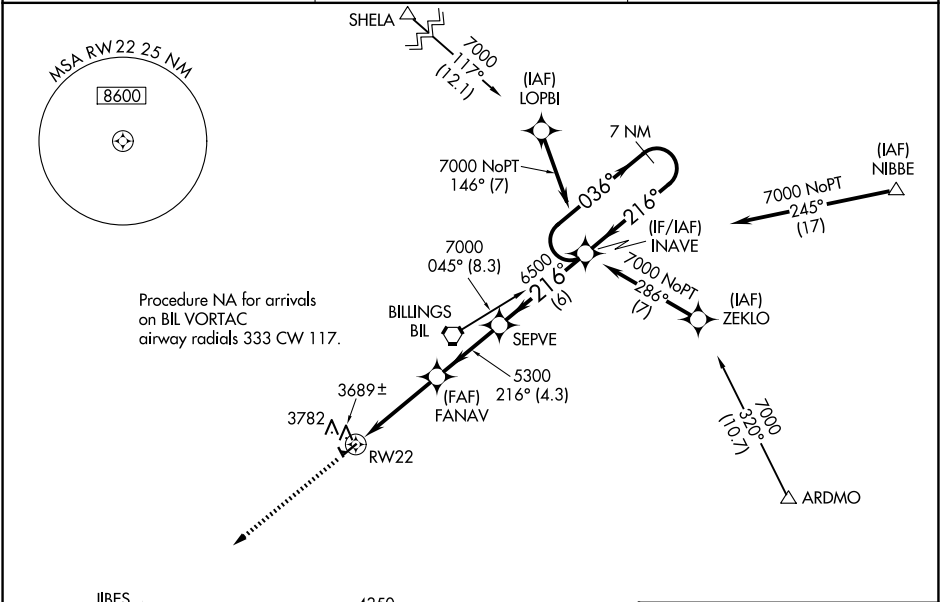 SHELA
7000
117°
(12.1)
MSA RW22 25 NM
8600
(IAF)
LOPBI
7 NM
7000 NoPT
146° (7)
036°
216°
(IAF)
NIBBE
7000 NoPT
245°
(17)
(IF/IAF)
INAVE
7000
045° (8.3)
6500
216°
(6)
7000 NoPT
286°
(7)
(IAF)
ZEKLO
Procedure NA for arrivals
on BIL VORTAC
airway radials 333 CW 117.
BILLINGS
BIL
SEPVE
5300
216° (4.3)
(FAF)
FANAV
3689±
3782
RW22
7000
320°
(10.7)
ARDMO
JIBES
4250